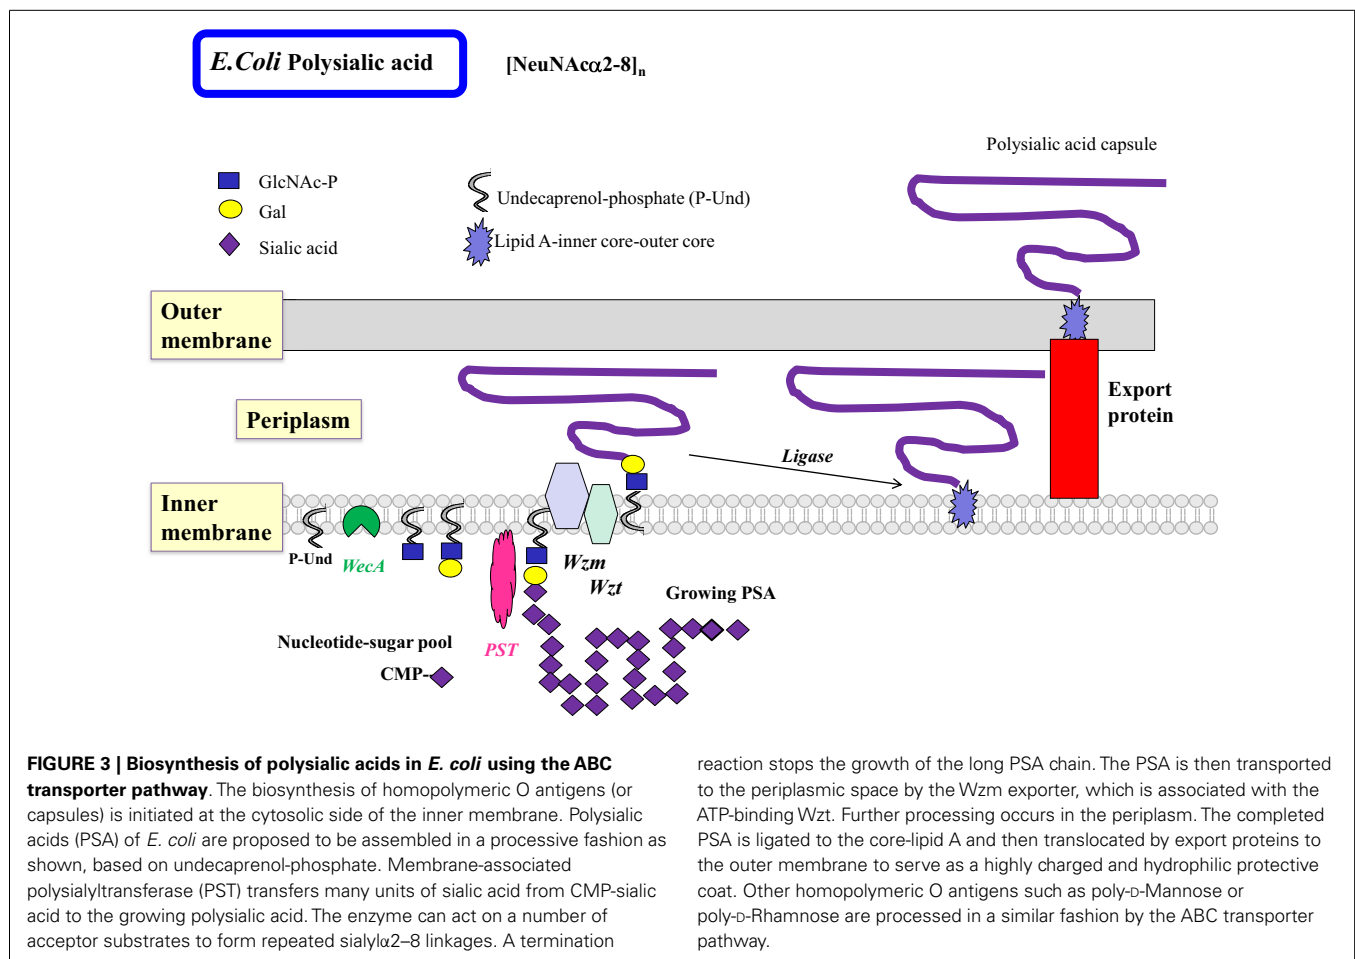 E.Coli Polysialic acid
[NeuNAcα2-8]n
Polysialic acid capsule
GlcNAc-P
Gal
Sialic acid
Undecaprenol-phosphate (P-Und)
Lipid A-inner core-outer core
Outer
membrane
Export
protein
Periplasm
Ligase
Inner
membrane
P-Und
WecA
Wzm
Wzt
Growing PSA
Nucleotide-sugar pool
PST
CMP-
FIGURE 3 | Biosynthesis of polysialic acids in E. coli using the ABC
transporter pathway. The biosynthesis of homopolymeric O antigens (or
capsules) is initiated at the cytosolic side of the inner membrane. Polysialic
acids (PSA) of E. coli are proposed to be assembled in a processive fashion as
shown, based on undecaprenol-phosphate. Membrane-associated
polysialyltransferase (PST) transfers many units of sialic acid from CMP-sialic
acid to the growing polysialic acid. The enzyme can act on a number of
acceptor substrates to form repeated sialylα2–8 linkages. A termination
reaction stops the growth of the long PSA chain. The PSA is then transported
to the periplasmic space by the Wzm exporter, which is associated with the
ATP-binding Wzt. Further processing occurs in the periplasm. The completed
PSA is ligated to the core-lipid A and then translocated by export proteins to
the outer membrane to serve as a highly charged and hydrophilic protective
coat. Other homopolymeric O antigens such as poly-D-Mannose or
poly-D-Rhamnose are processed in a similar fashion by the ABC transporter
pathway.